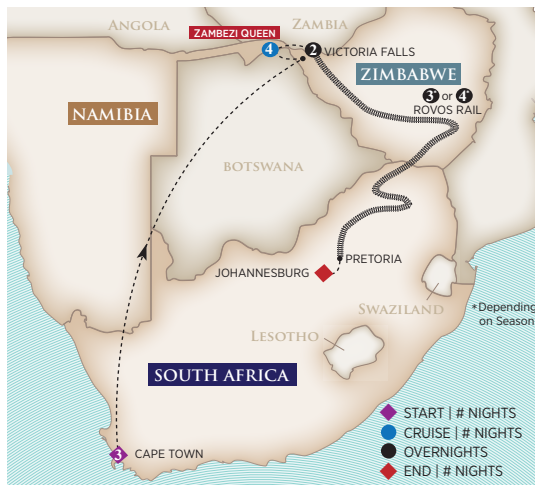 ANGOLA
ZAMBIA
ZAMBEZI QUEEN
4
2
VICTORIA FALLS
ZIMBABWE
3* or 4*
ROVOS RAIL
NAMIBIA
BOTSWANA
PRETORIA
JOHANNESBURG
SWAZILAND
*Depending
on Season
LESOTHO
SOUTH AFRICA
3
CAPE TOWN
START | # NIGHTS
CRUISE | # NIGHTS
OVERNIGHTS
END | # NIGHTS